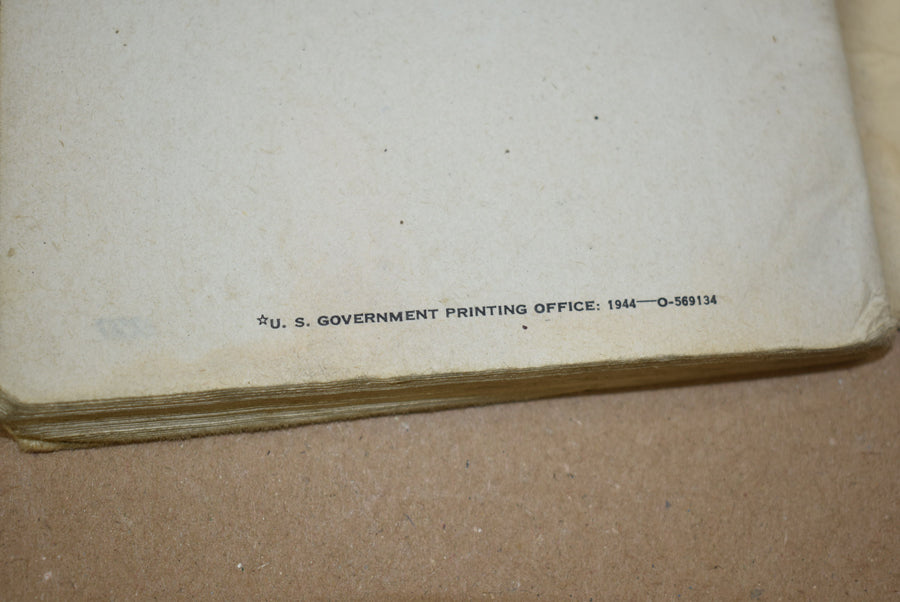 ☆U. S. GOVERNMENT PRINTING OFFICE: 1944—O-569134